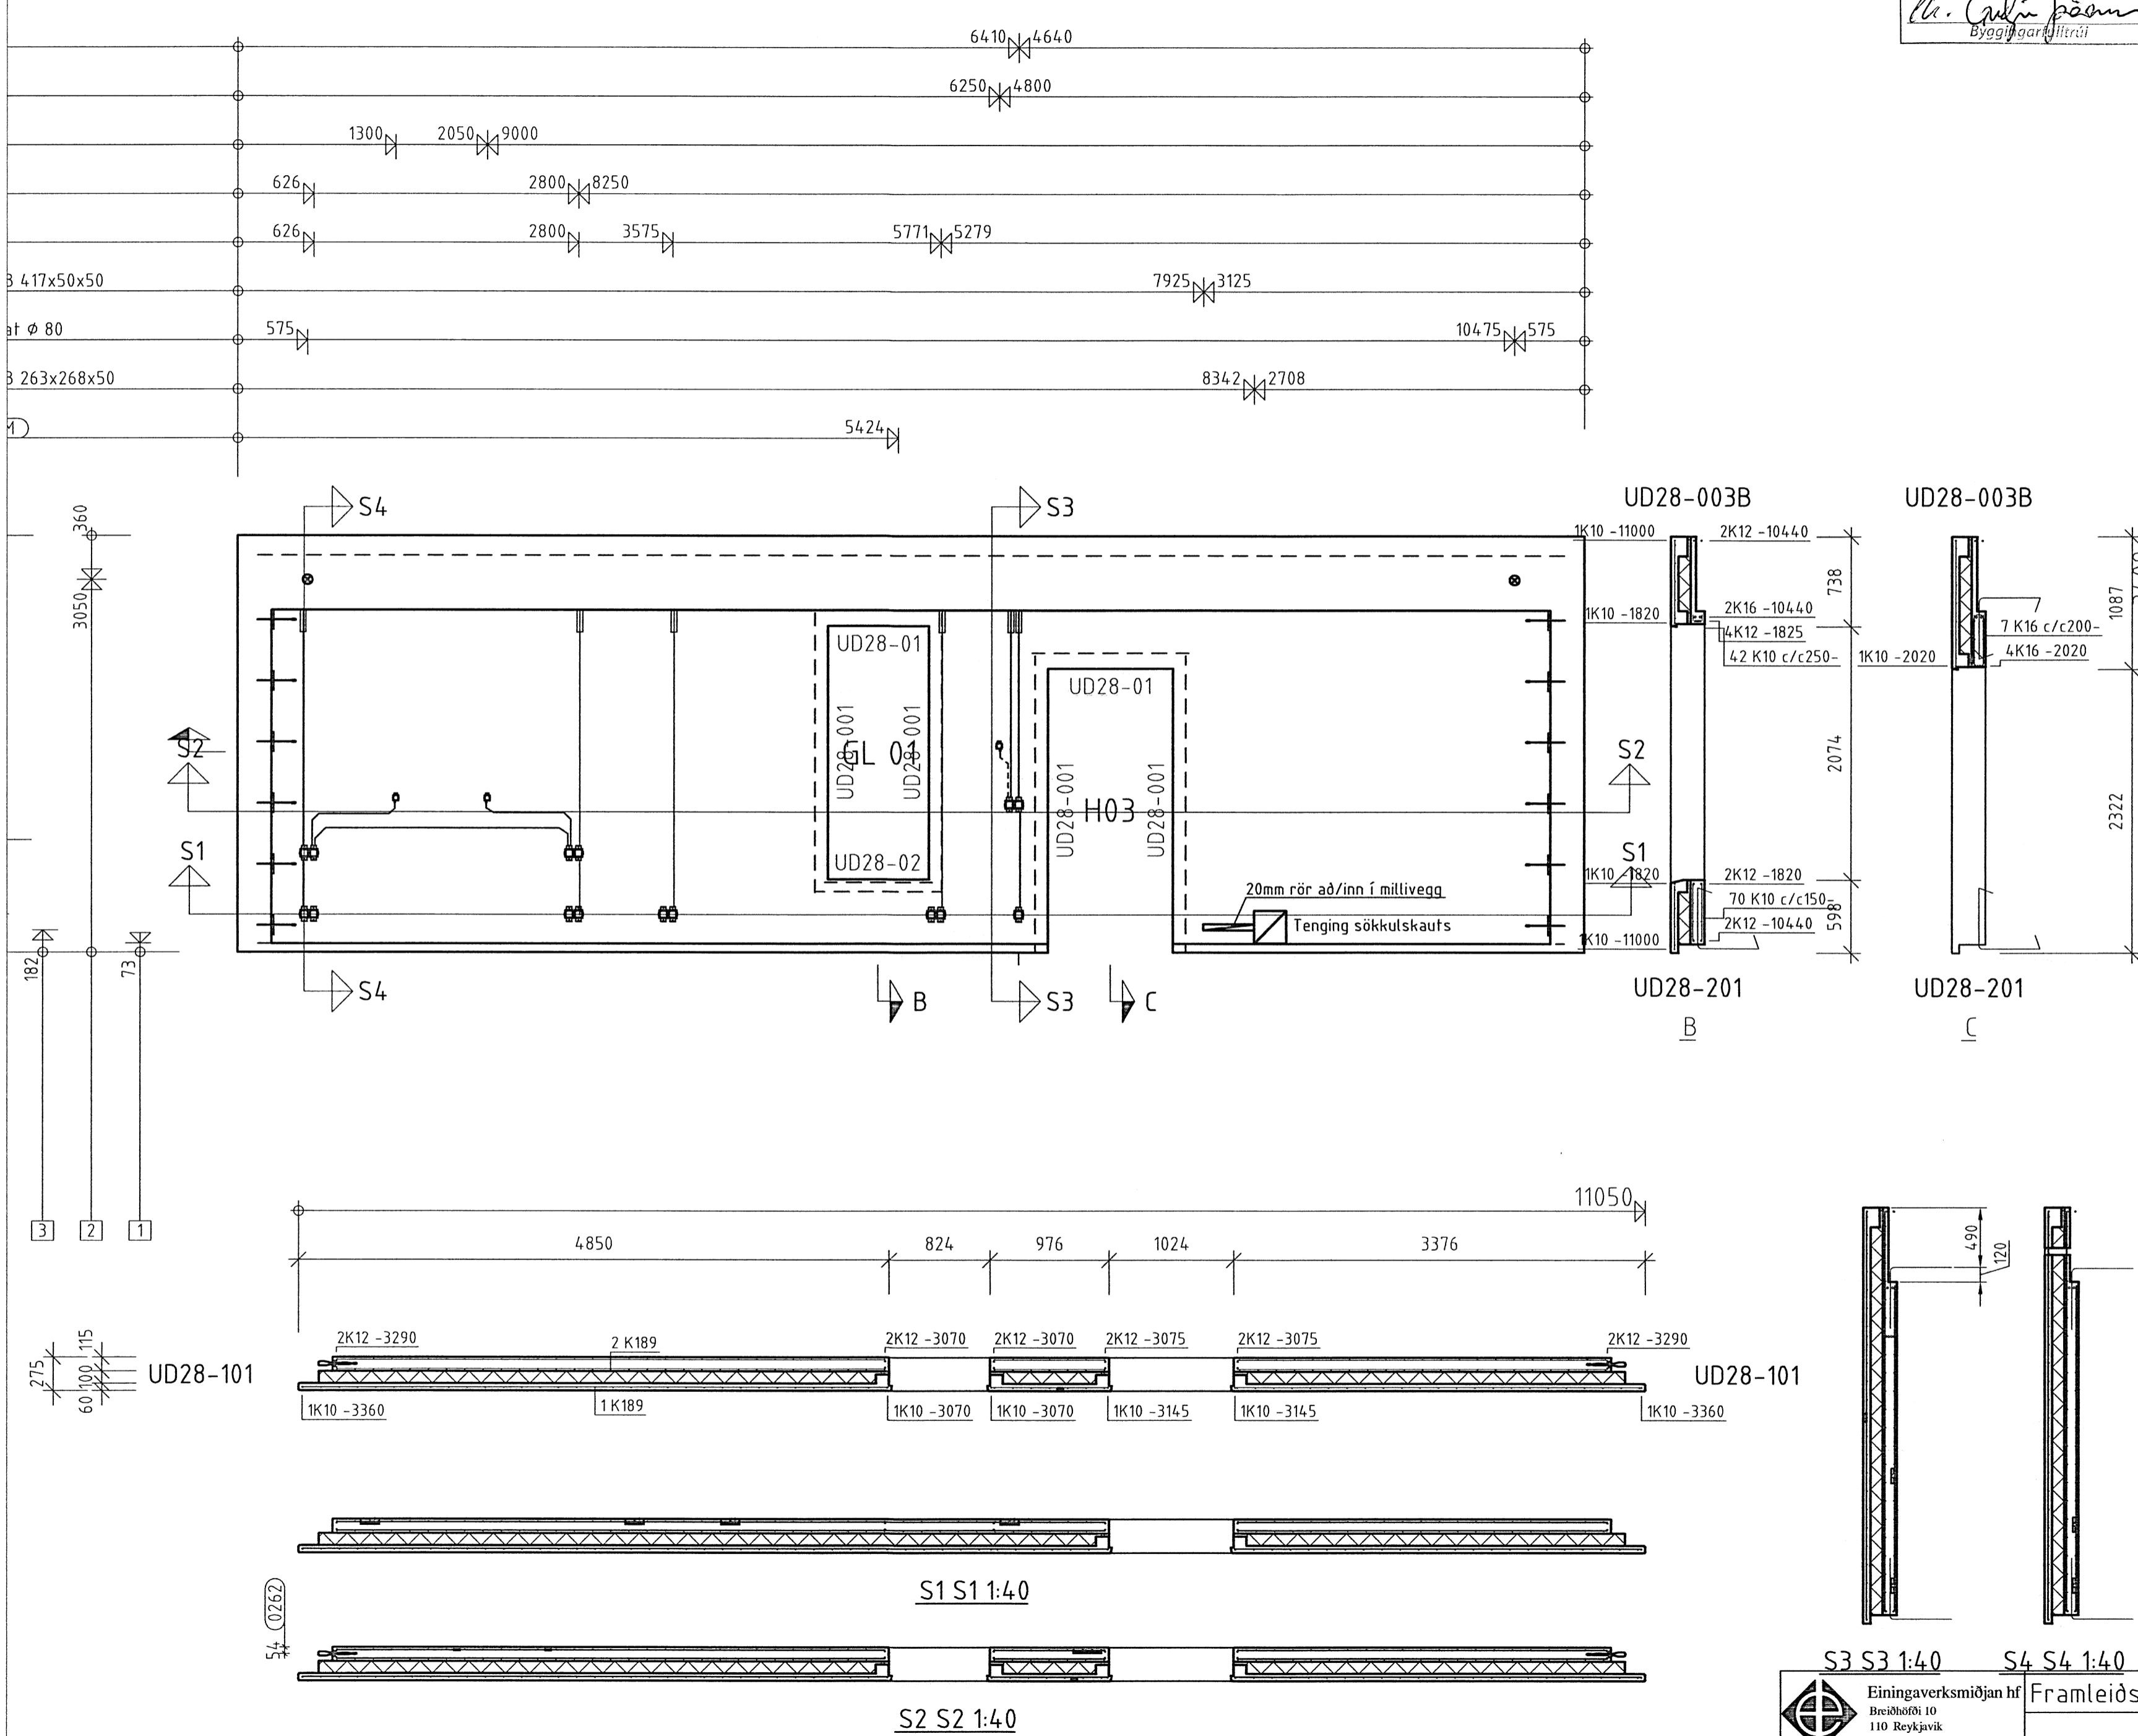 Byggingarfulltrúi
6410 4640
6250 4800
1300 2050 9000
626 2800 8250
626 2800 3575 5771 5279
417x50x50 7925 3125
φ 80 575 10475 575
263x268x50 8342 2708
5424
S4 S3
UD28-003B UD28-003B
360
3050
1K10 -11000 2K12 -10440
738
1087
1K10 -1820 2K16 -10440
4K12 -1825
42 K10 c/c250-
7 K16 c/c200-
1K10 -2020 4K16 -2020
UD28-01
UD28-01
UD28-001 UD28-001
GL 01
S2 S2
2074
2322
UD28-001 UD28-001
H03
UD28-02
S1 S1
1K10 -1820 2K12 -1820
20mm rör að/inn í millivegg
70 K10 c/c150-
Tenging sökkulskauts
2K12 -10440
598
1K10 -11000
182 73
S4 B S3 C
UD28-201 UD28-201
B C
3 2 1
11050
4850 824 976 1024 3376
490
120
2K12 -3290 2 K189 2K12 -3070 2K12 -3070 2K12 -3075 2K12 -3075 2K12 -3290
275 60 100 115
UD28-101 UD28-101
1K10 -3360 1 K189 1K10 -3070 1K10 -3070 1K10 -3145 1K10 -3145 1K10 -3360
S1 S1 1:40
54 0262
S3 S3 1:40 S4 S4 1:40
S2 S2 1:40
Einingaverksmiðjan hf
Breiðhöfði 10
110 Reykjavik
Framleiðs